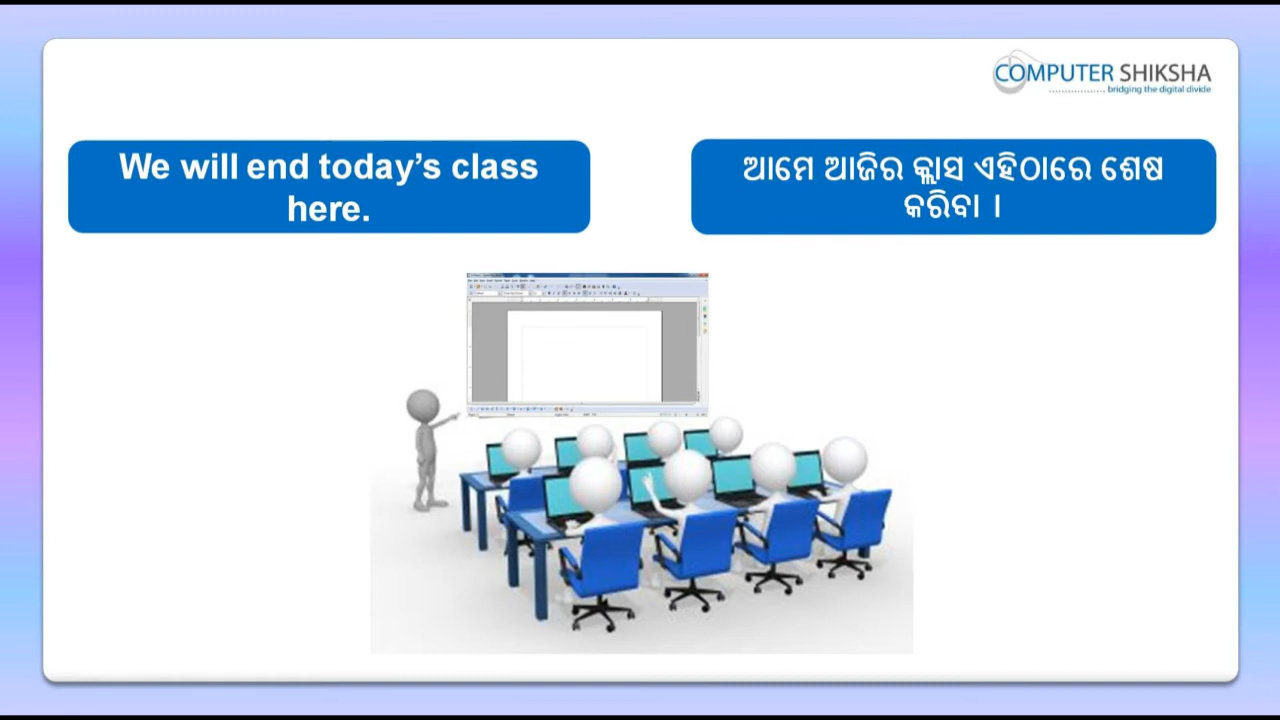 COMPUTER SHIKSHA
bridging the digital divide
We will end today's class
here.
ଆମେ ଆଜିର କ୍ଲାସ ଏହିଠାରେ ଶେଷ
କରିବା ।